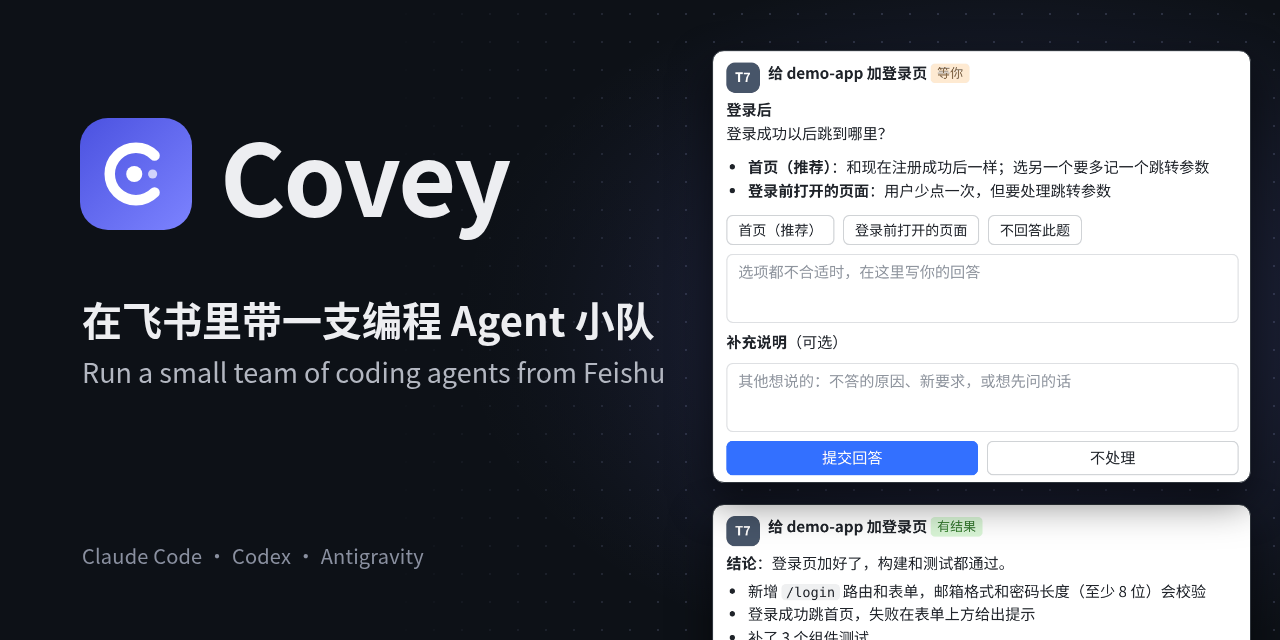 Covey
在飞书里带一支编程 Agent 小队
Run a small team of coding agents from Feishu
Claude Code · Codex · Antigravity
T7 给 demo-app 加登录页 等你
登录后
登录成功以后跳到哪里？
• 首页（推荐）：和现在注册成功后一样；选另一个要多记一个跳转参数
• 登录前打开的页面：用户少点一次，但要处理跳转参数
首页（推荐） 登录前打开的页面 不回答此题
选项都不合适时，在这里写你的回答
补充说明（可选）
其他想说的：不答的原因、新要求，或想先问的话
提交回答 不处理
T7 给 demo-app 加登录页 有结果
结论：登录页加好了，构建和测试都通过。
• 新增 /login 路由和表单，邮箱格式和密码长度（至少 8 位）会校验
• 登录成功跳首页，失败在表单上方给出提示
• 补了 3 个组件测试